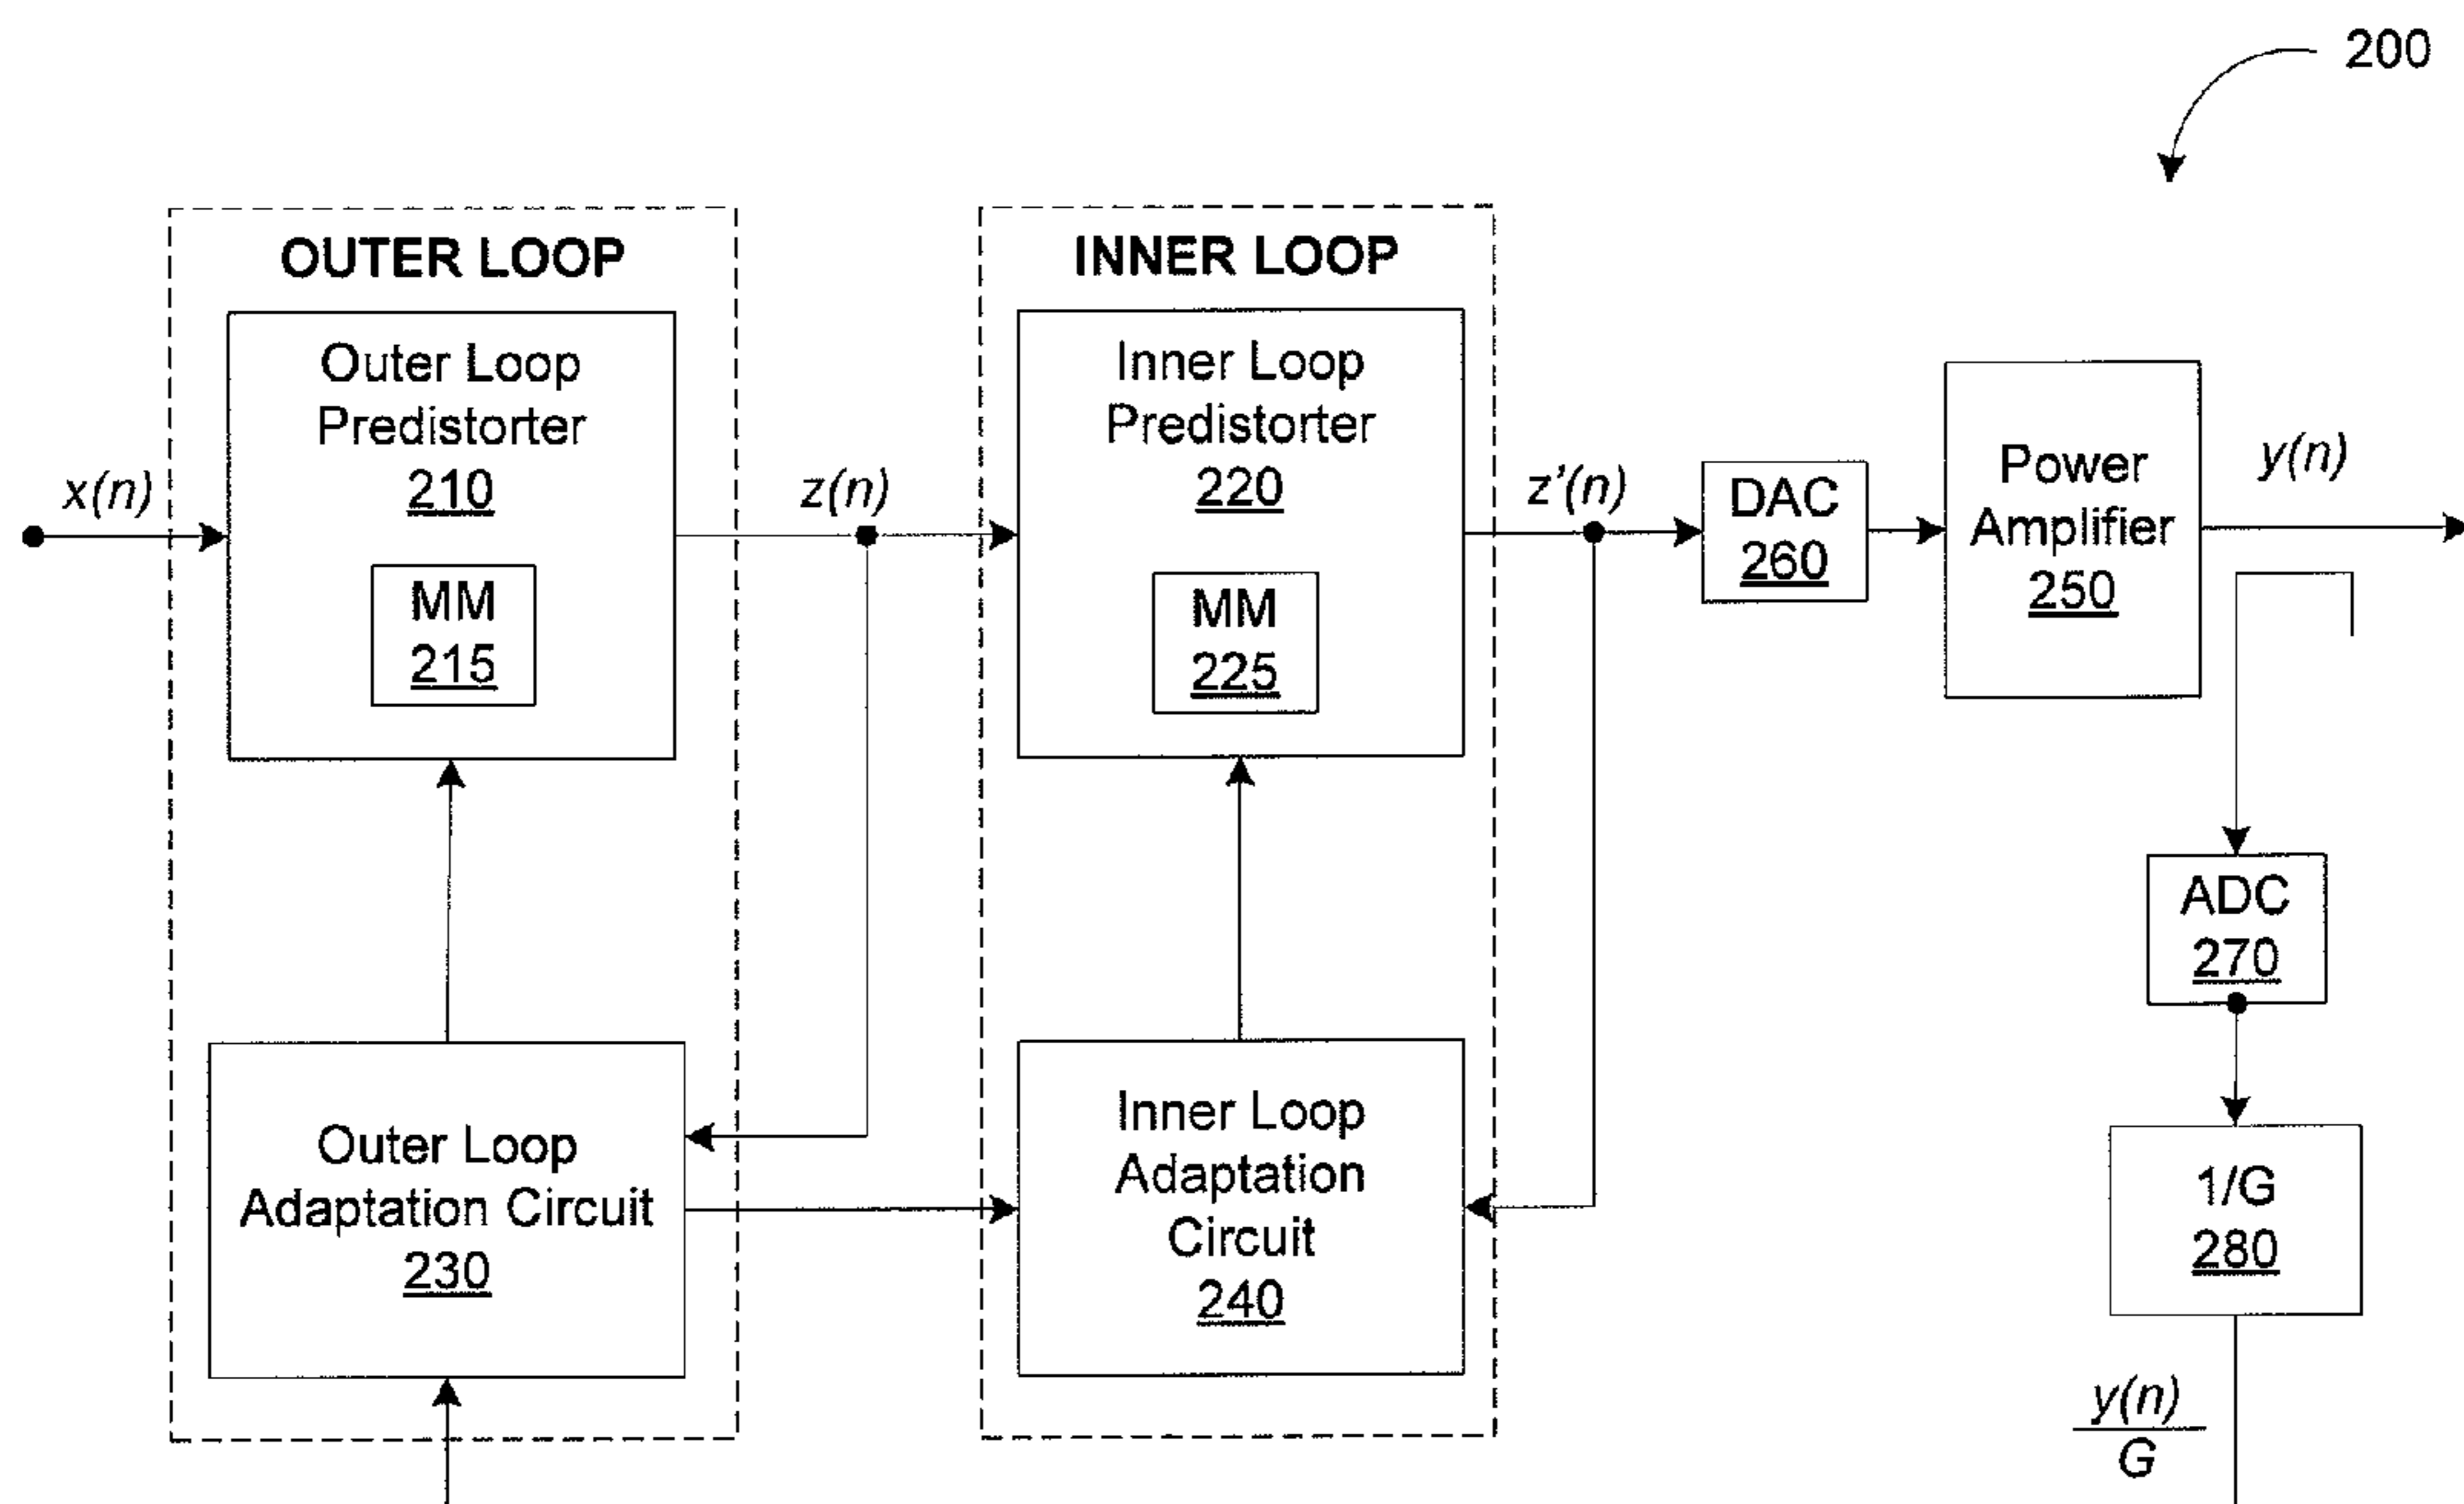 200
OUTER LOOP
INNER LOOP
Outer Loop
Predistorter
210
MM
215
Inner Loop
Predistorter
220
MM
225
x(n)
z(n)
z'(n)
DAC
260
Power
Amplifier
250
y(n)
ADC
270
Outer Loop
Adaptation Circuit
230
Inner Loop
Adaptation
Circuit
240
1/G
280
y(n)
G